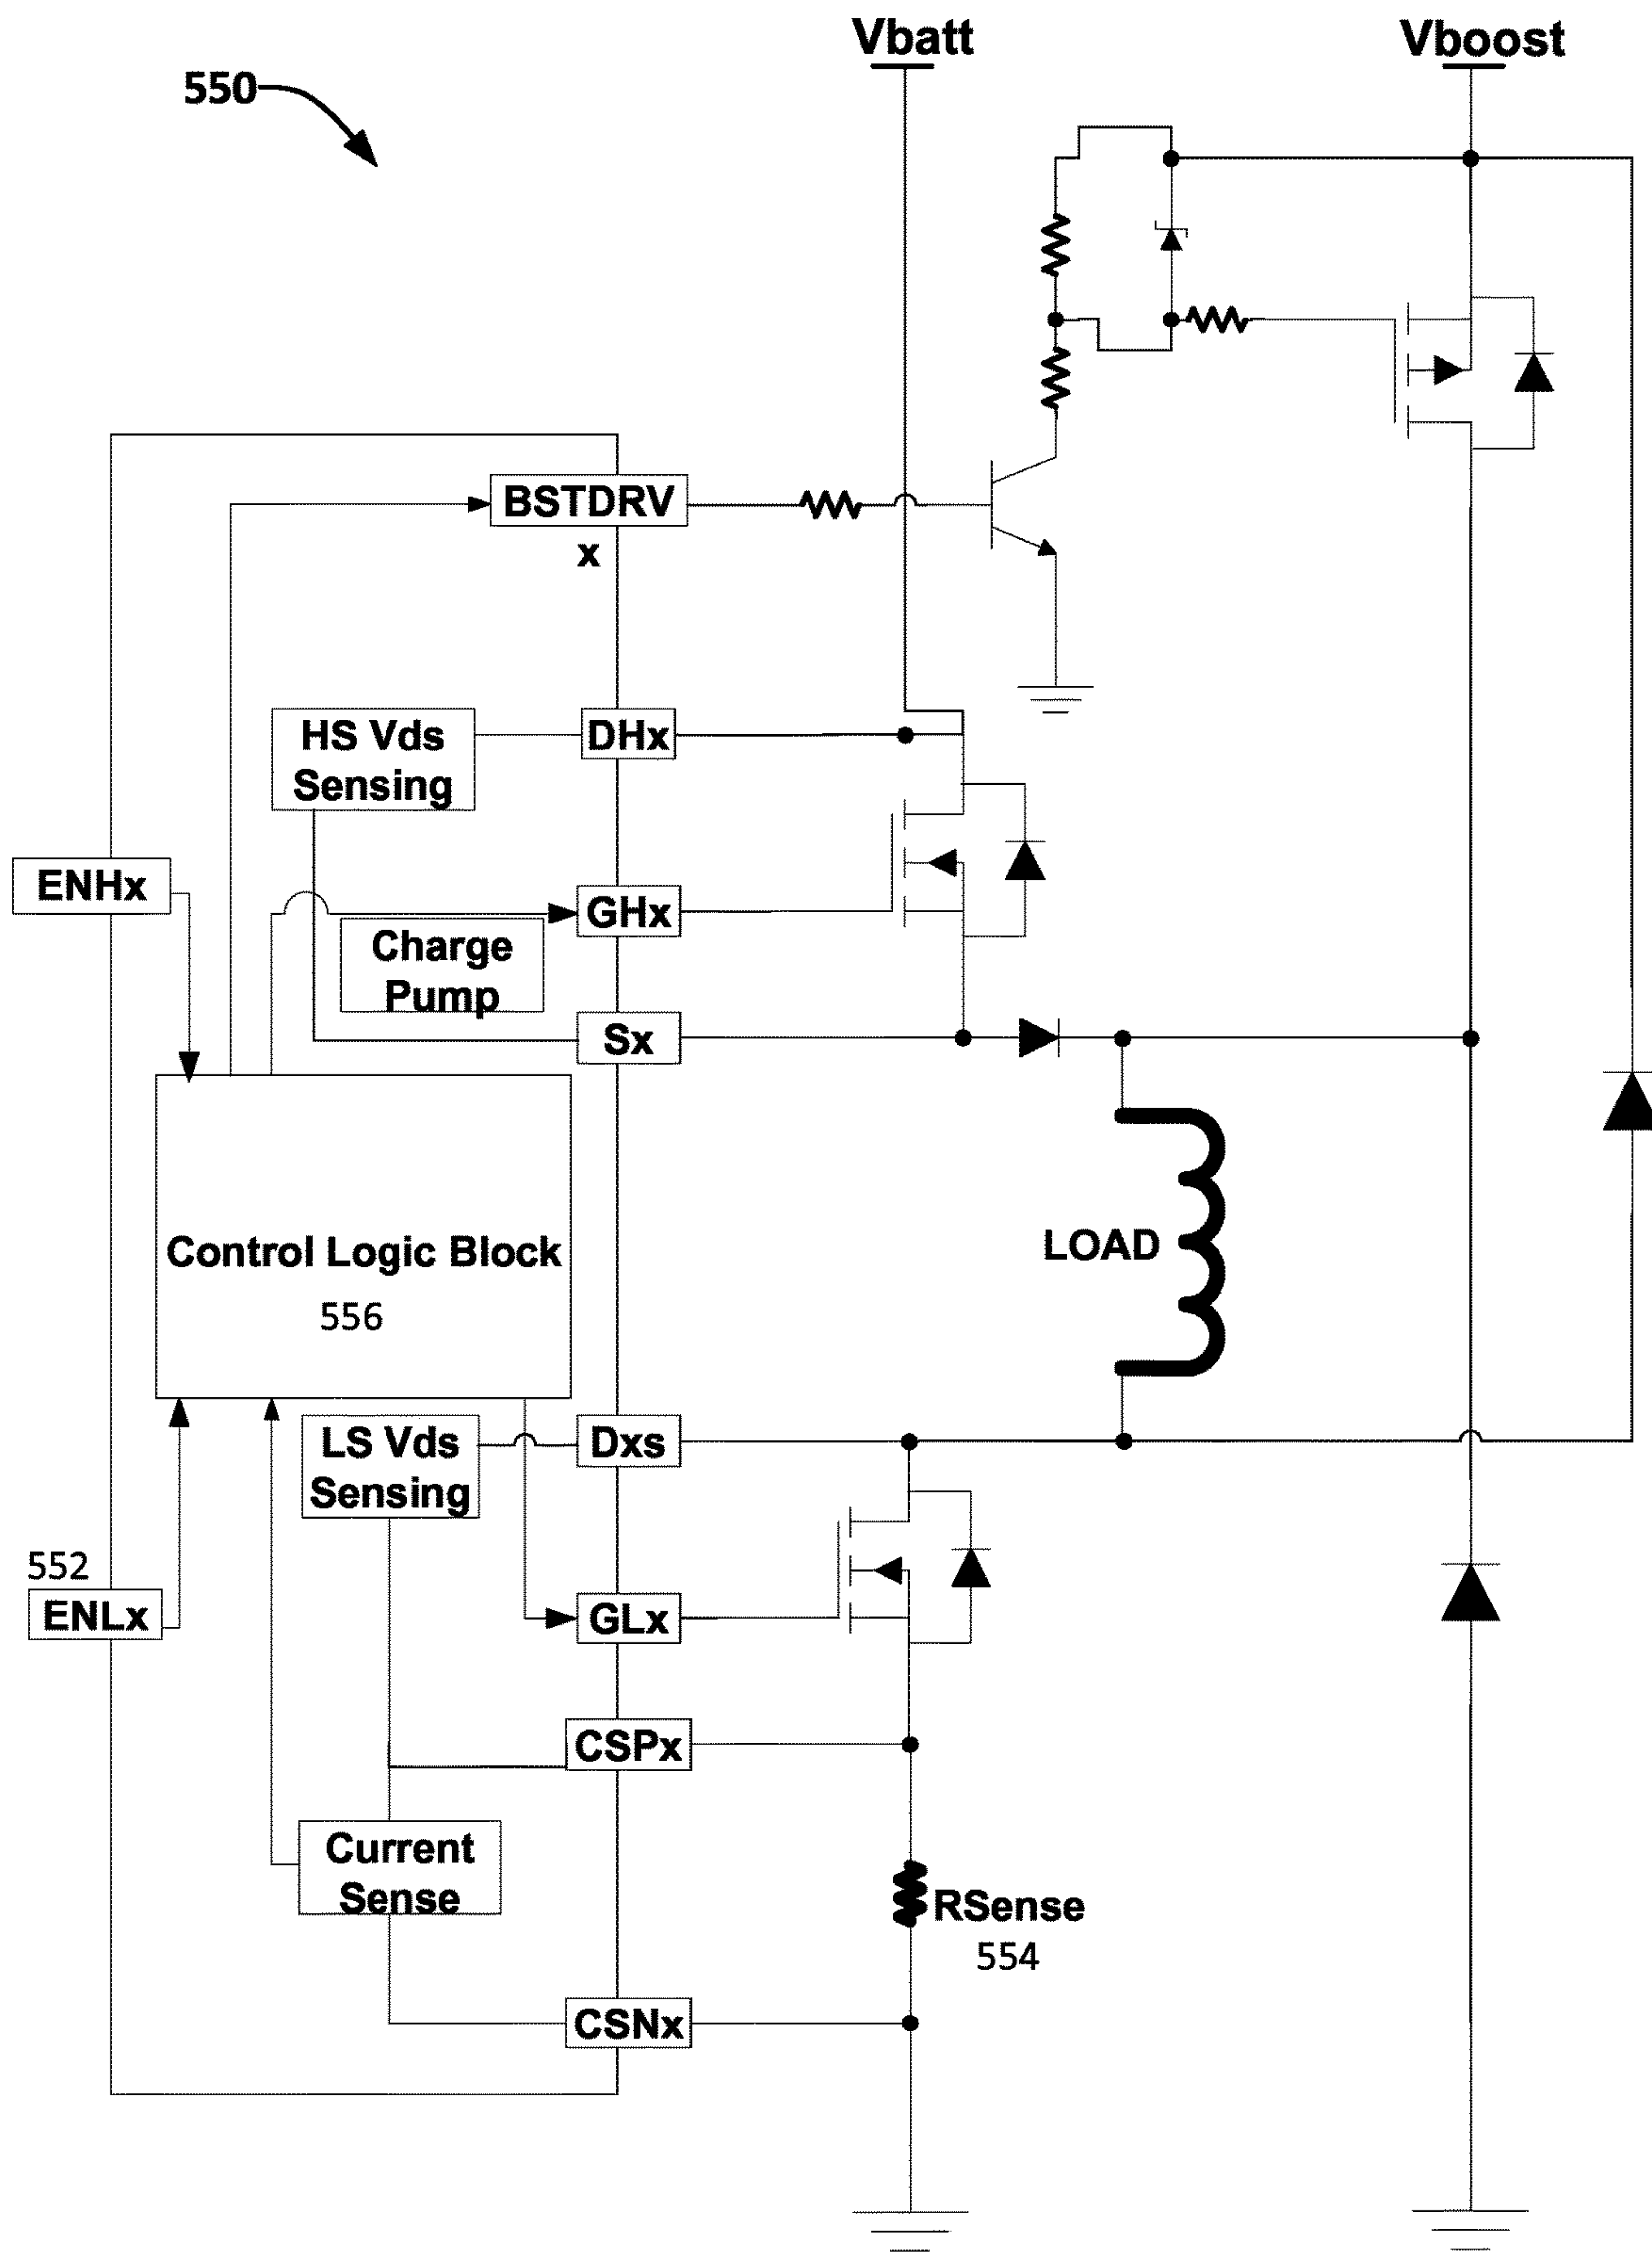 Vbatt
Vboost
550
BSTDRV
x
HS Vds
Sensing
DHx
ENHx
GHx
Charge
Pump
Sx
Control Logic Block
556
LOAD
LS Vds
Sensing
Dxs
552
ENLx
GLx
CSPx
Current
Sense
RSense
554
CSNx